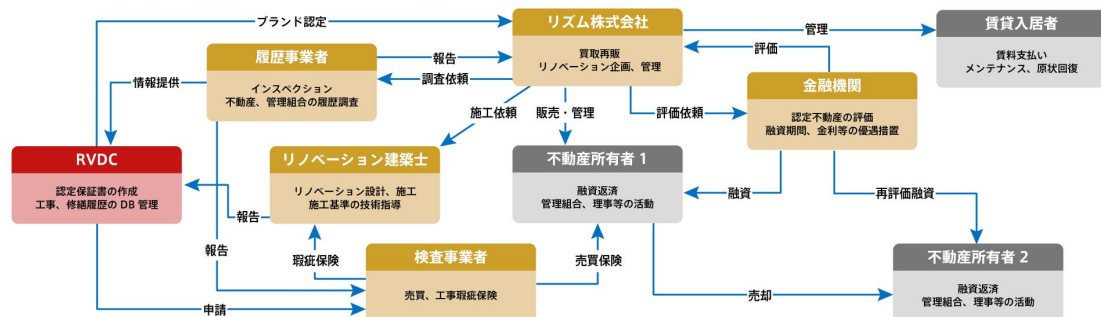 ブランド認定
リズム株式会社
買取再販
リノベーション企画、管理
管理
賃貸入居者
賃料支払い
メンテナンス、原状回復
履歴事業者
インスペクション
不動産、管理組合の履歴調査
報告
調査依頼
評価
情報提供
施工依頼
販売・管理
評価依頼
金融機関
認定不動産の評価
融資期間、金利等の優遇措置
RVDC
認定保証書の作成
工事、修繕履歴の DB 管理
リノベーション建築士
リノベーション設計、施工
施工基準の技術指導
不動産所有者 1
融資返済
管理組合、理事等の活動
融資
再評価融資
報告
報告
瑕疵保険
検査事業者
売買、工事瑕疵保険
売買保険
不動産所有者 2
融資返済
管理組合、理事等の活動
申請
売却